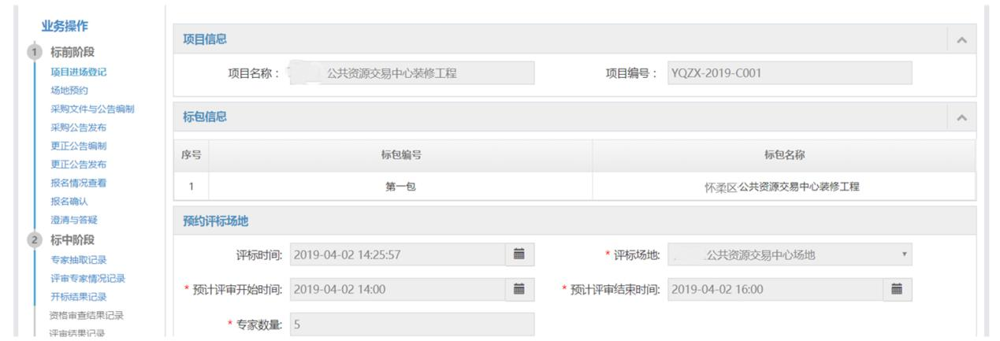 业务操作
1 标前阶段
项目进场登记
场地预约
采购文件与公告编制
采购公告发布
更正公告编制
更正公告发布
报名情况查看
报名确认
澄清与答疑
2 标中阶段
专家抽取记录
评审专家情况记录
开标结果记录
资格审查结果记录
评审结果记录
项目信息
项目名称： 公共资源交易中心装修工程 项目编号： YQZX-2019-C001
标包信息
序号 标包编号 标包名称
1 第一包 怀柔区公共资源交易中心装修工程
预约评标场地
评标时间: 2019-04-02 14:25:57 * 评标场地: 公共资源交易中心场地
* 预计评审开始时间: 2019-04-02 14:00 * 预计评审结束时间: 2019-04-02 16:00
* 专家数量: 5